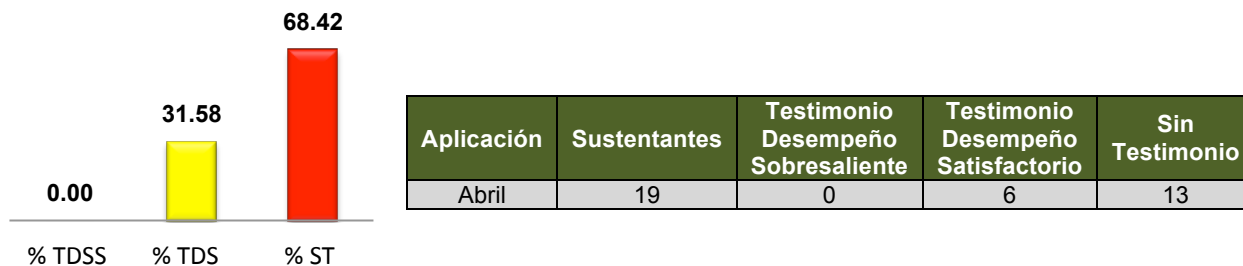 68.42
31.58
0.00
% TDSS % TDS % ST
Aplicación Sustentantes Testimonio Desempeño Sobresaliente Testimonio Desempeño Satisfactorio Sin Testimonio
Abril 19 0 6 13